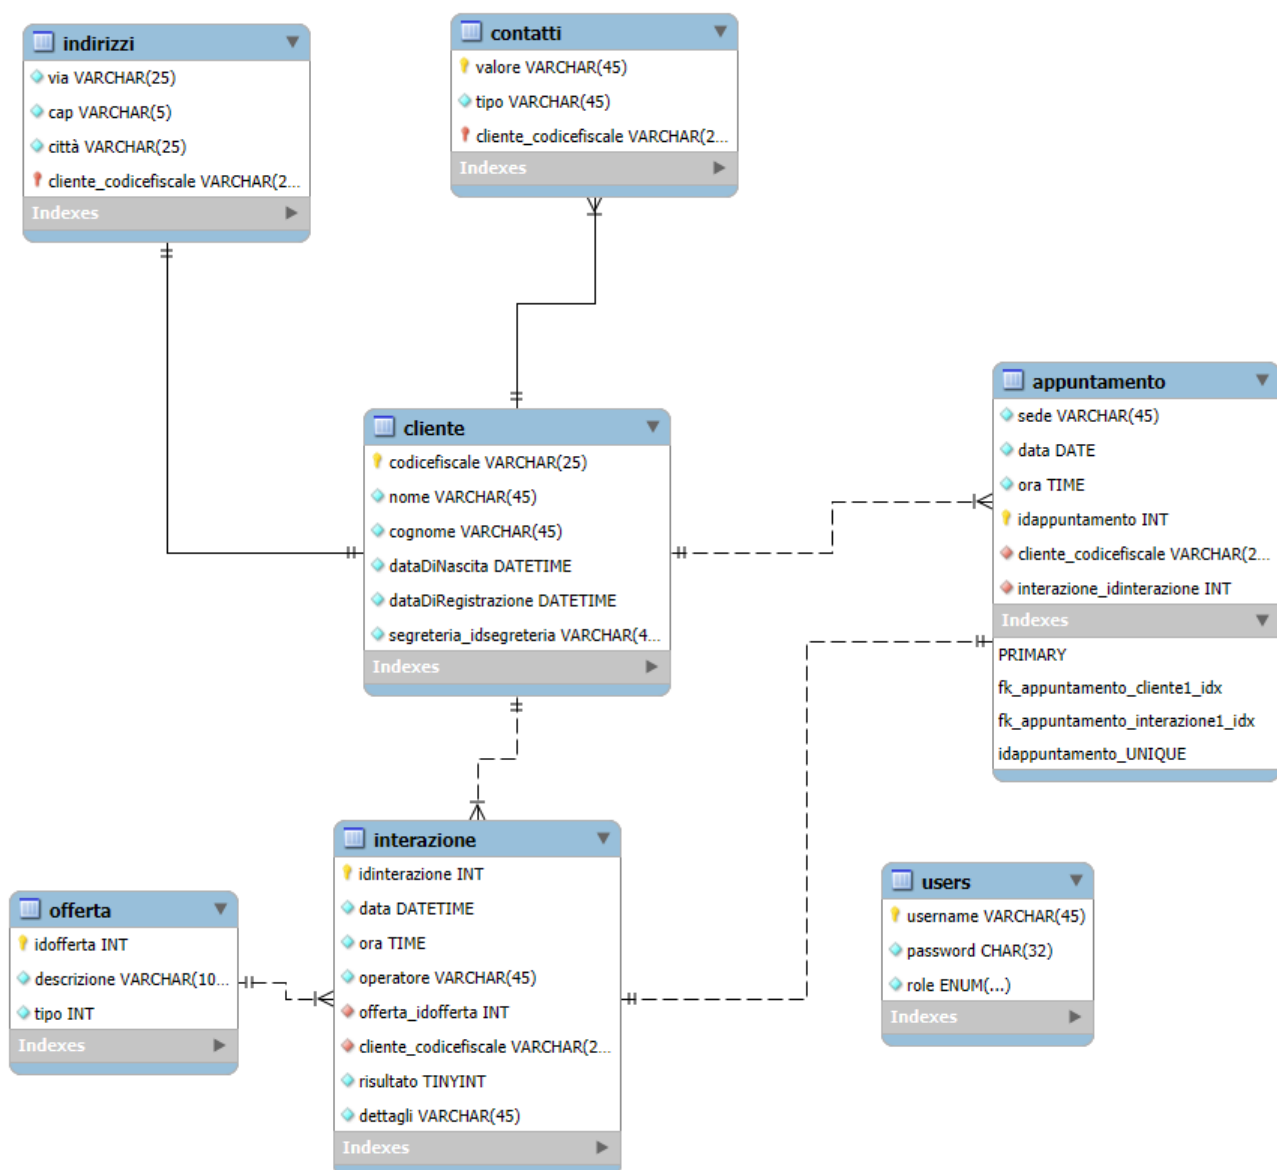 indirizzi
via VARCHAR(25)
cap VARCHAR(5)
città VARCHAR(25)
cliente_codicefiscale VARCHAR(2...
Indexes
contatti
valore VARCHAR(45)
tipo VARCHAR(45)
cliente_codicefiscale VARCHAR(2...
Indexes
cliente
codicefiscale VARCHAR(25)
nome VARCHAR(45)
cognome VARCHAR(45)
dataDiNascita DATETIME
dataDiRegistrazione DATETIME
segreteria_idsegreteria VARCHAR(4...
Indexes
appuntamento
sede VARCHAR(45)
data DATE
ora TIME
idappuntamento INT
cliente_codicefiscale VARCHAR(2...
interazione_idinterazione INT
Indexes
PRIMARY
fk_appuntamento_cliente1_idx
fk_appuntamento_interazione1_idx
idappuntamento_UNIQUE
interazione
idinterazione INT
data DATETIME
ora TIME
operatore VARCHAR(45)
offerta_idofferta INT
cliente_codicefiscale VARCHAR(2...
risultato TINYINT
dettagli VARCHAR(45)
Indexes
offerta
idofferta INT
descrizione VARCHAR(10...
tipo INT
Indexes
users
username VARCHAR(45)
password CHAR(32)
role ENUM(...)
Indexes